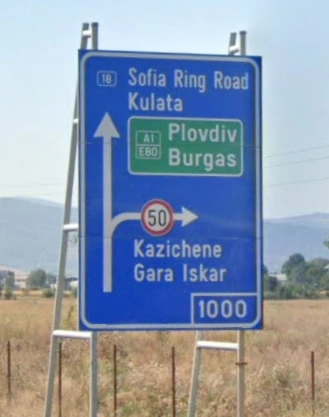 18 Sofia Ring Road
Kulata
A1 Plovdiv
E80 Burgas
50
Kazichene
Gara Iskar
1000